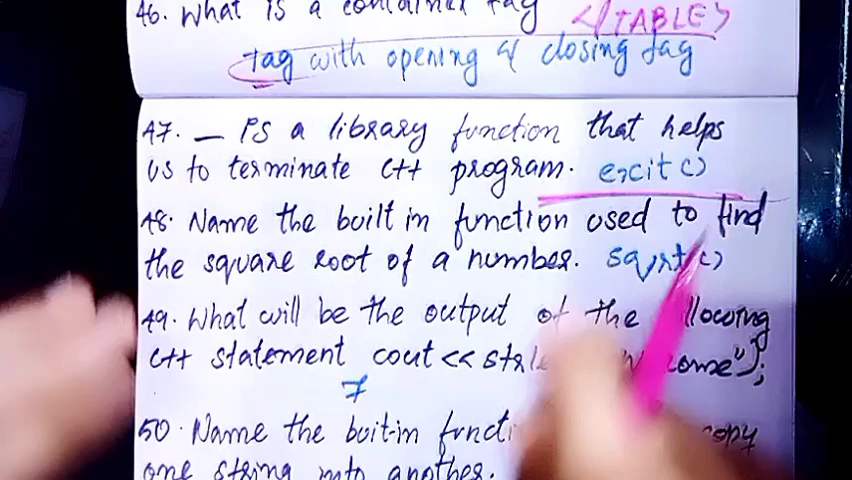 46. What is a container tag </TABLE>
Tag with opening & closing tag
47. — Is a library function that helps
us to terminate C++ program. exit()
48. Name the built in function used to find
the square root of a number. sqrt()
49. What will be the output of the
C++ statement cout<<
7
50. Name the built-in copy
one string into another.